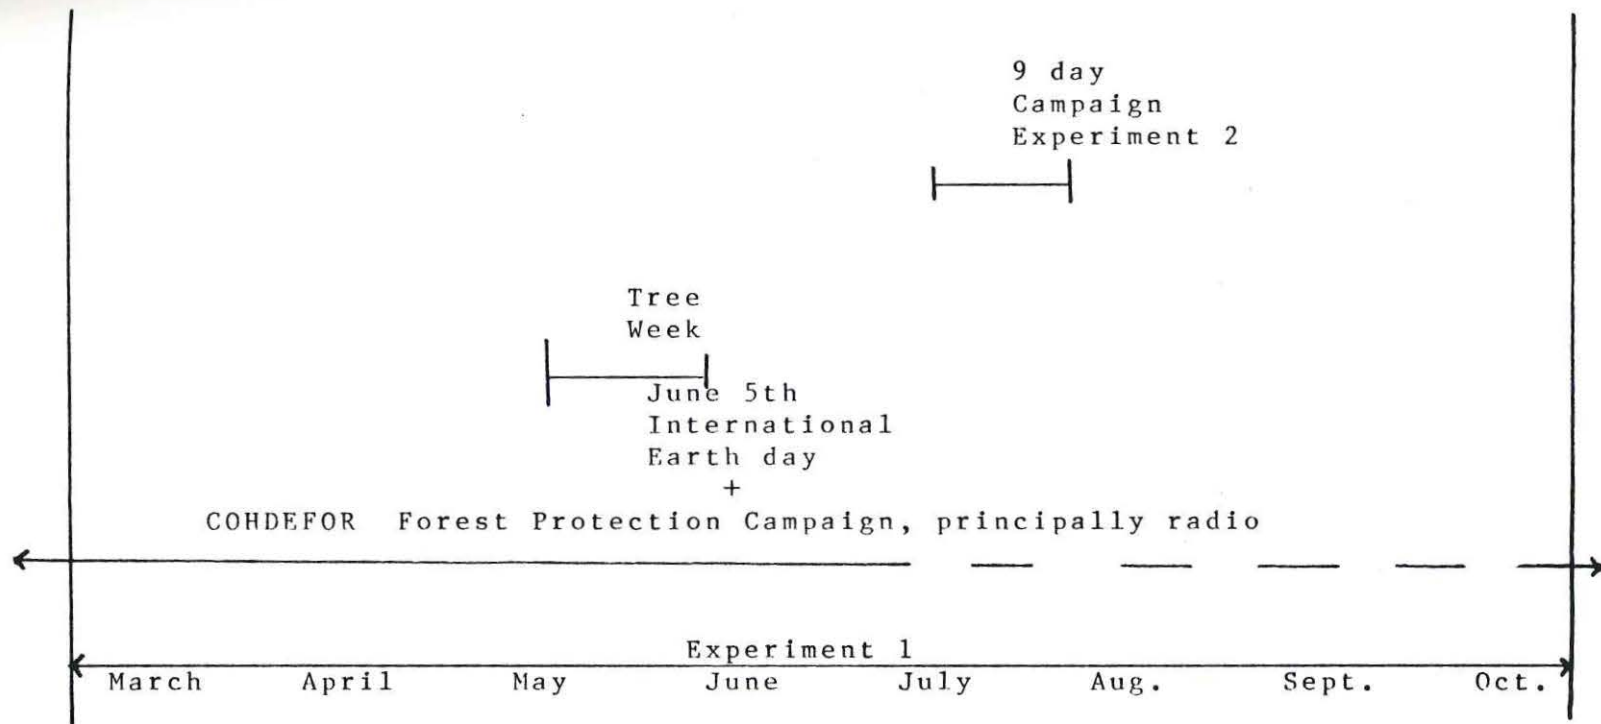 9 day
Campaign
Experiment 2
Tree
Week
June 5th
International
Earth day
+
COHDEFOR Forest Protection Campaign, principally radio
Experiment 1
March April May June July Aug. Sept. Oct.